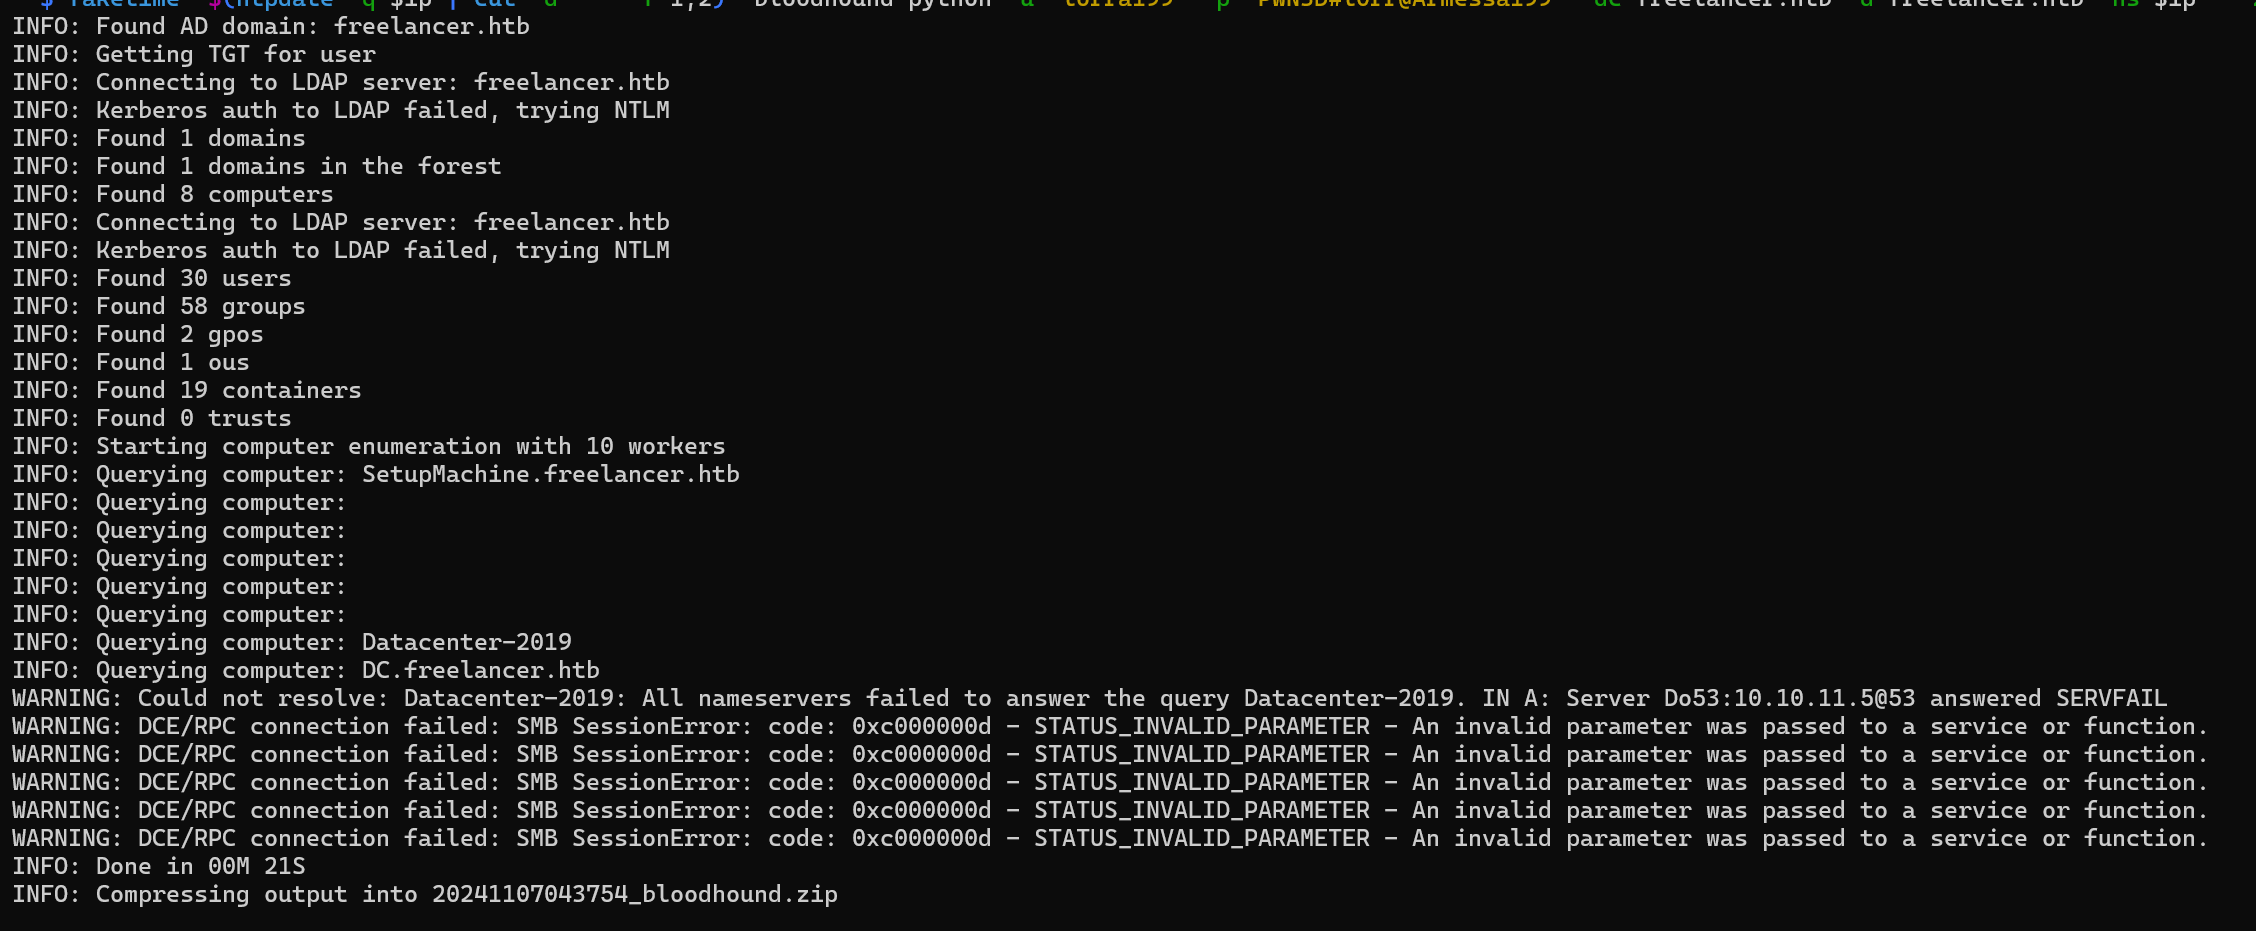 INFO: Found AD domain: freelancer.htb
INFO: Getting TGT for user
INFO: Connecting to LDAP server: freelancer.htb
INFO: Kerberos auth to LDAP failed, trying NTLM
INFO: Found 1 domains
INFO: Found 1 domains in the forest
INFO: Found 8 computers
INFO: Connecting to LDAP server: freelancer.htb
INFO: Kerberos auth to LDAP failed, trying NTLM
INFO: Found 30 users
INFO: Found 58 groups
INFO: Found 2 gpos
INFO: Found 1 ous
INFO: Found 19 containers
INFO: Found 0 trusts
INFO: Starting computer enumeration with 10 workers
INFO: Querying computer: SetupMachine.freelancer.htb
INFO: Querying computer:
INFO: Querying computer:
INFO: Querying computer:
INFO: Querying computer:
INFO: Querying computer:
INFO: Querying computer: Datacenter-2019
INFO: Querying computer: DC.freelancer.htb
WARNING: Could not resolve: Datacenter-2019: All nameservers failed to answer the query Datacenter-2019. IN A: Server Do53:10.10.11.5@53 answered SERVFAIL
WARNING: DCE/RPC connection failed: SMB SessionError: code: 0xc000000d - STATUS_INVALID_PARAMETER - An invalid parameter was passed to a service or function.
WARNING: DCE/RPC connection failed: SMB SessionError: code: 0xc000000d - STATUS_INVALID_PARAMETER - An invalid parameter was passed to a service or function.
WARNING: DCE/RPC connection failed: SMB SessionError: code: 0xc000000d - STATUS_INVALID_PARAMETER - An invalid parameter was passed to a service or function.
WARNING: DCE/RPC connection failed: SMB SessionError: code: 0xc000000d - STATUS_INVALID_PARAMETER - An invalid parameter was passed to a service or function.
WARNING: DCE/RPC connection failed: SMB SessionError: code: 0xc000000d - STATUS_INVALID_PARAMETER - An invalid parameter was passed to a service or function.
INFO: Done in 00M 21S
INFO: Compressing output into 20241107043754_bloodhound.zip